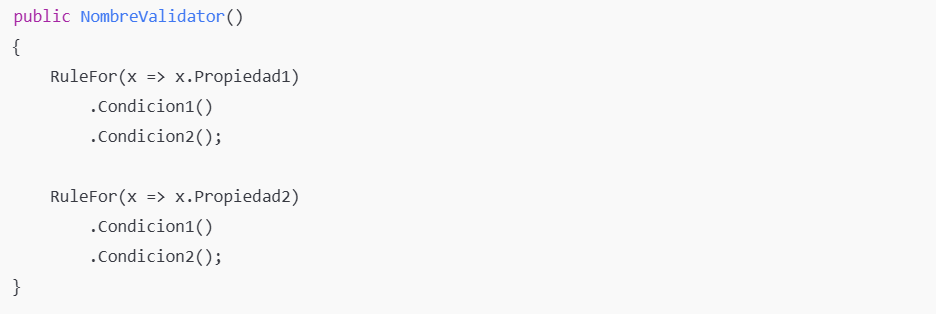 public NombreValidator()
{
    RuleFor(x => x.Propiedad1)
        .Condicion1()
        .Condicion2();

    RuleFor(x => x.Propiedad2)
        .Condicion1()
        .Condicion2();
}